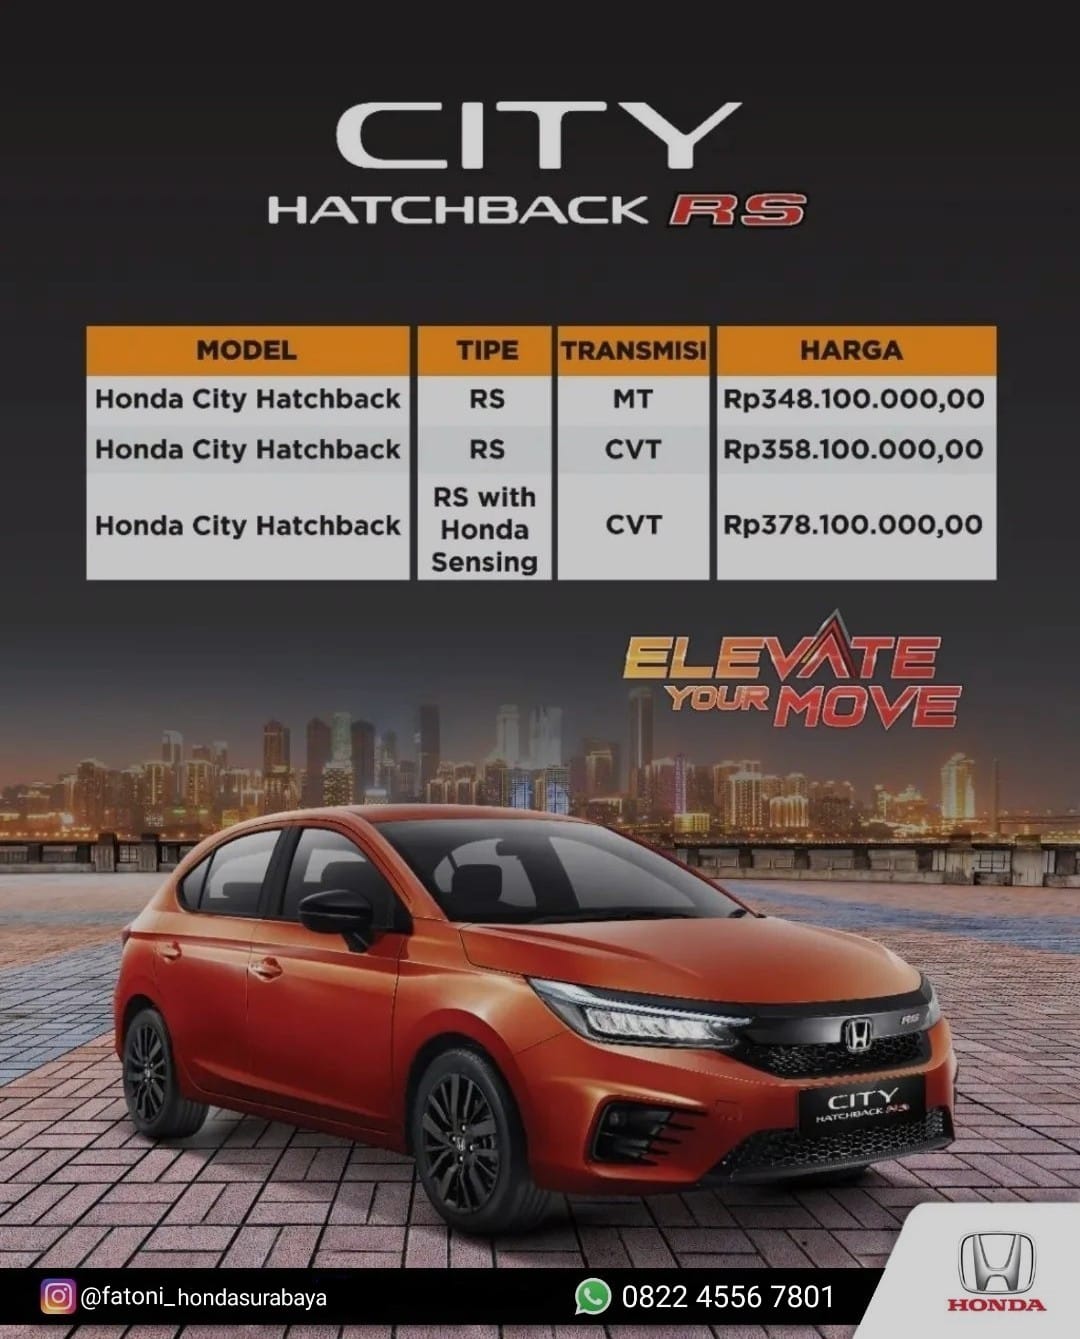 CITY
HATCHBACK RS
MODEL TIPE TRANSMISI HARGA
Honda City Hatchback RS MT Rp348.100.000,00
Honda City Hatchback RS CVT Rp358.100.000,00
Honda City Hatchback RS with Honda Sensing CVT Rp378.100.000,00
ELEVATE
YOUR MOVE
RS
CITY
HATCHBACK RS
@fatoni_hondasurabaya
0822 4556 7801
HONDA